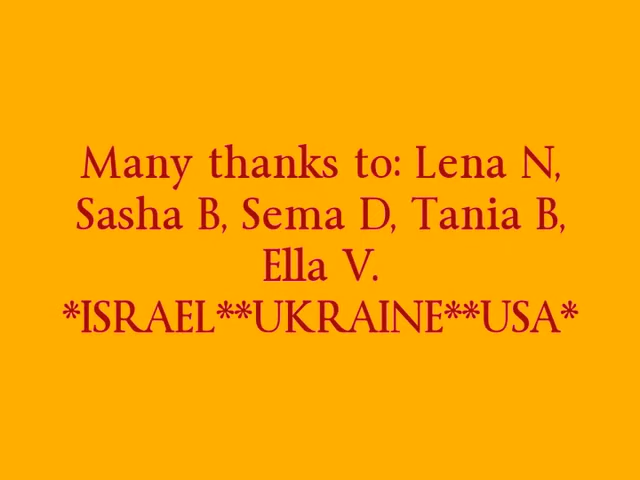 Many thanks to: Lena N,
Sasha B, Sema D, Tania B,
Ella V.
*ISRAEL**UKRAINE**USA*